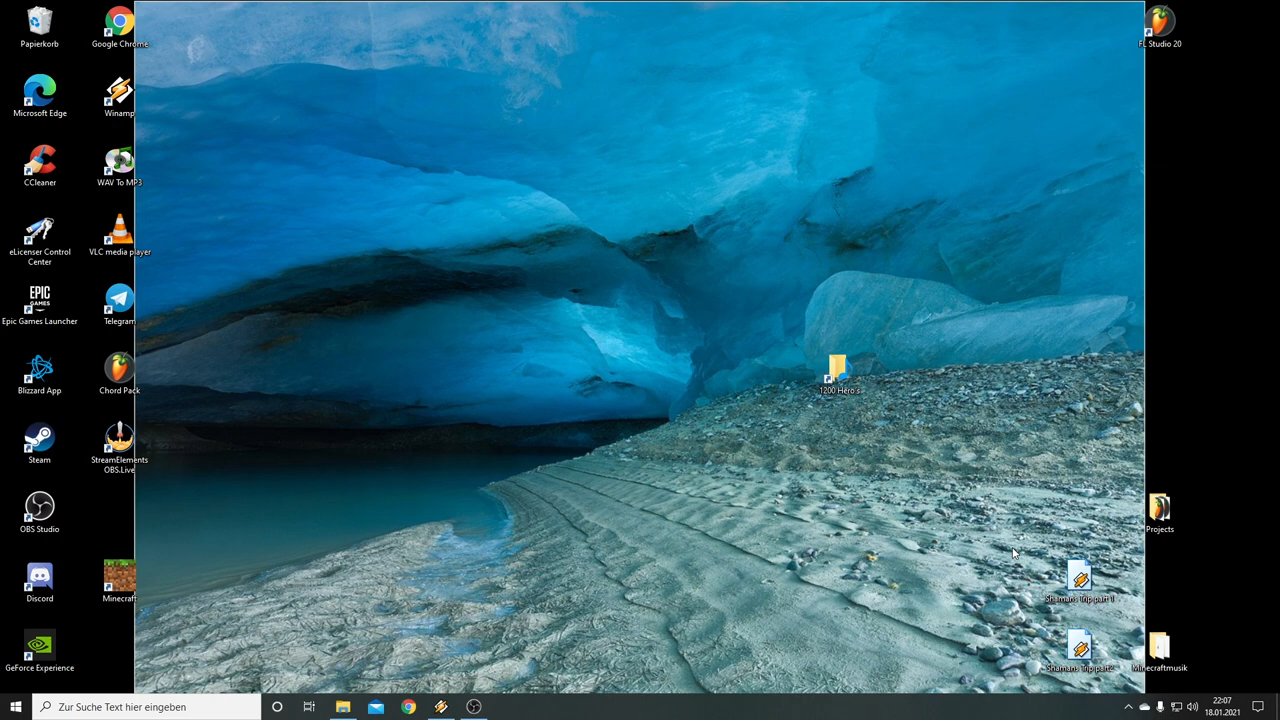 Papierkorb
Google Chrome
FL Studio 20
Microsoft Edge
Winamp
CCleaner
WAV To MP3
eLicenser Control
Center
VLC media player
EPIC
GAMES
Epic Games Launcher
Telegram
Blizzard App
Chord Pack
1200 Hero's
Steam
StreamElements
OBS.Live
OBS Studio
Projects
Discord
Minecraft
Shamans Trip part 1
GeForce Experience
Shamans Trip part2
Minecraftmusik
Zur Suche Text hier eingeben
22:07
18.01.2021